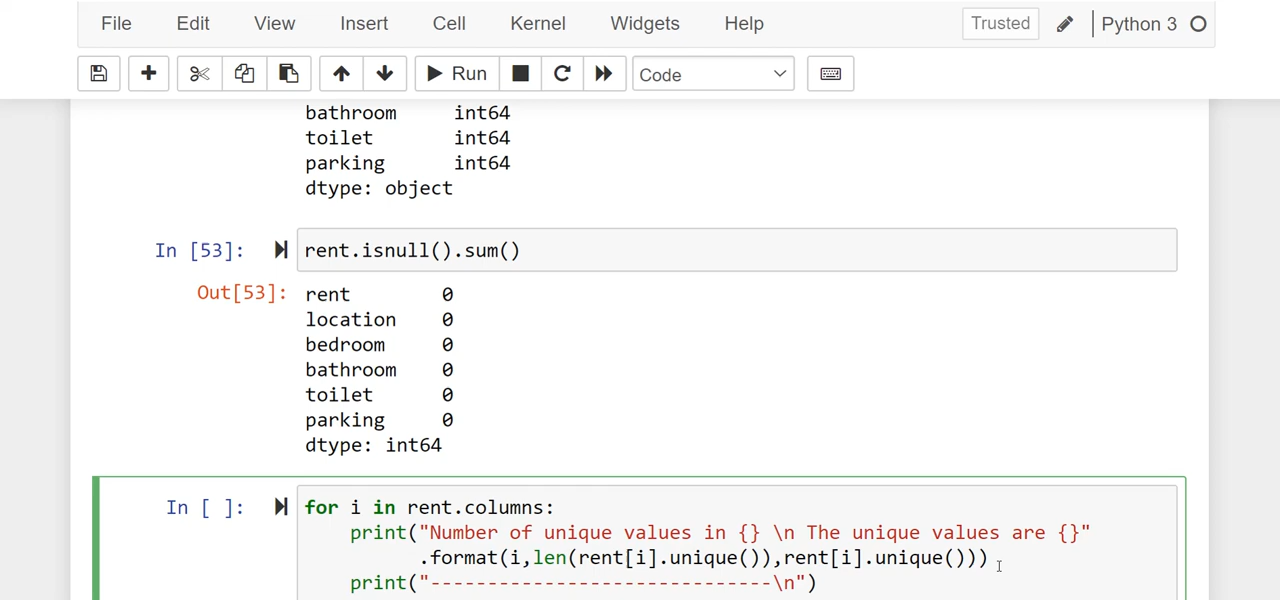 File Edit View Insert Cell Kernel Widgets Help Trusted Python 3
Run Code
bathroom int64
toilet int64
parking int64
dtype: object
In [53]: rent.isnull().sum()
Out[53]: rent 0
location 0
bedroom 0
bathroom 0
toilet 0
parking 0
dtype: int64
In [ ]: for i in rent.columns:
print("Number of unique values in {} \n The unique values are {}"
.format(i,len(rent[i].unique()),rent[i].unique()))
print("------------------------------\n")